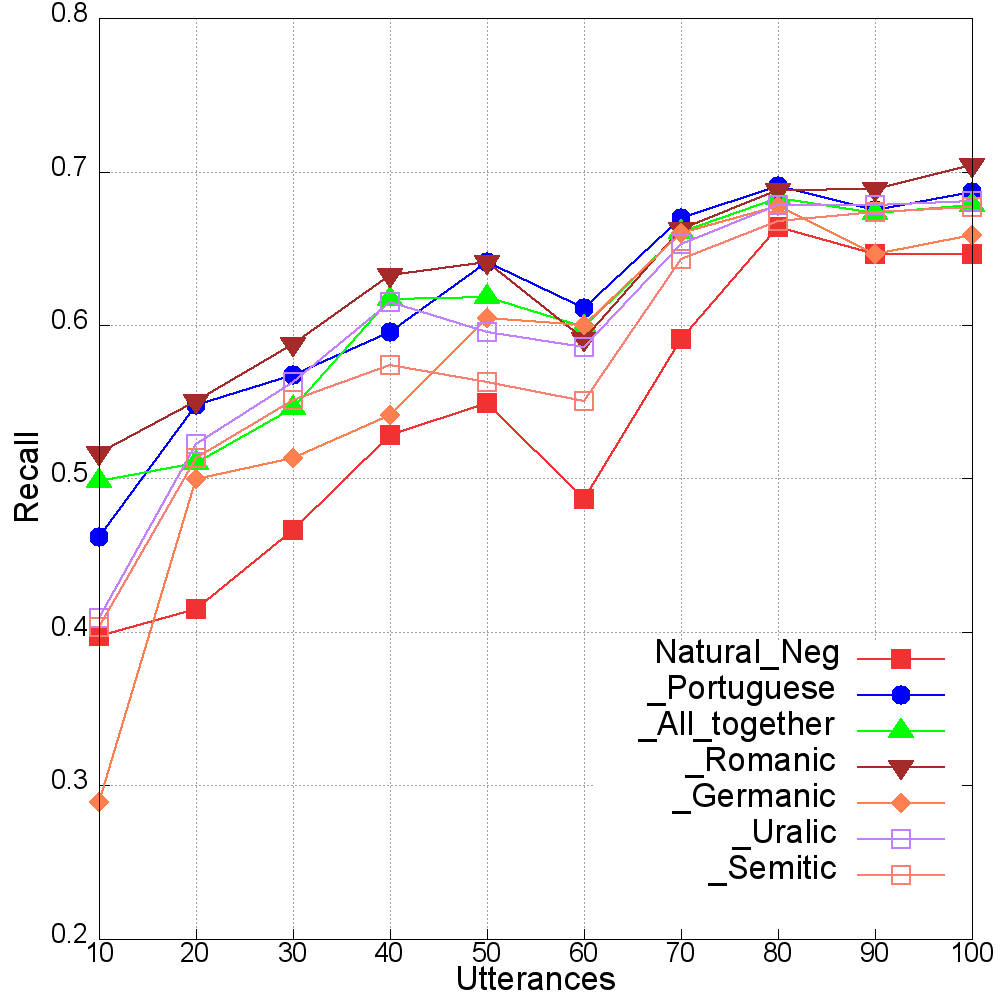 0.8
0.7
0.6
0.5
0.4
0.3
0.2
Recall
10 20 30 40 50 60 70 80 90 100
Utterances
Natural_Neg
_Portuguese
_All_together
_Romanic
_Germanic
_Uralic
_Semitic